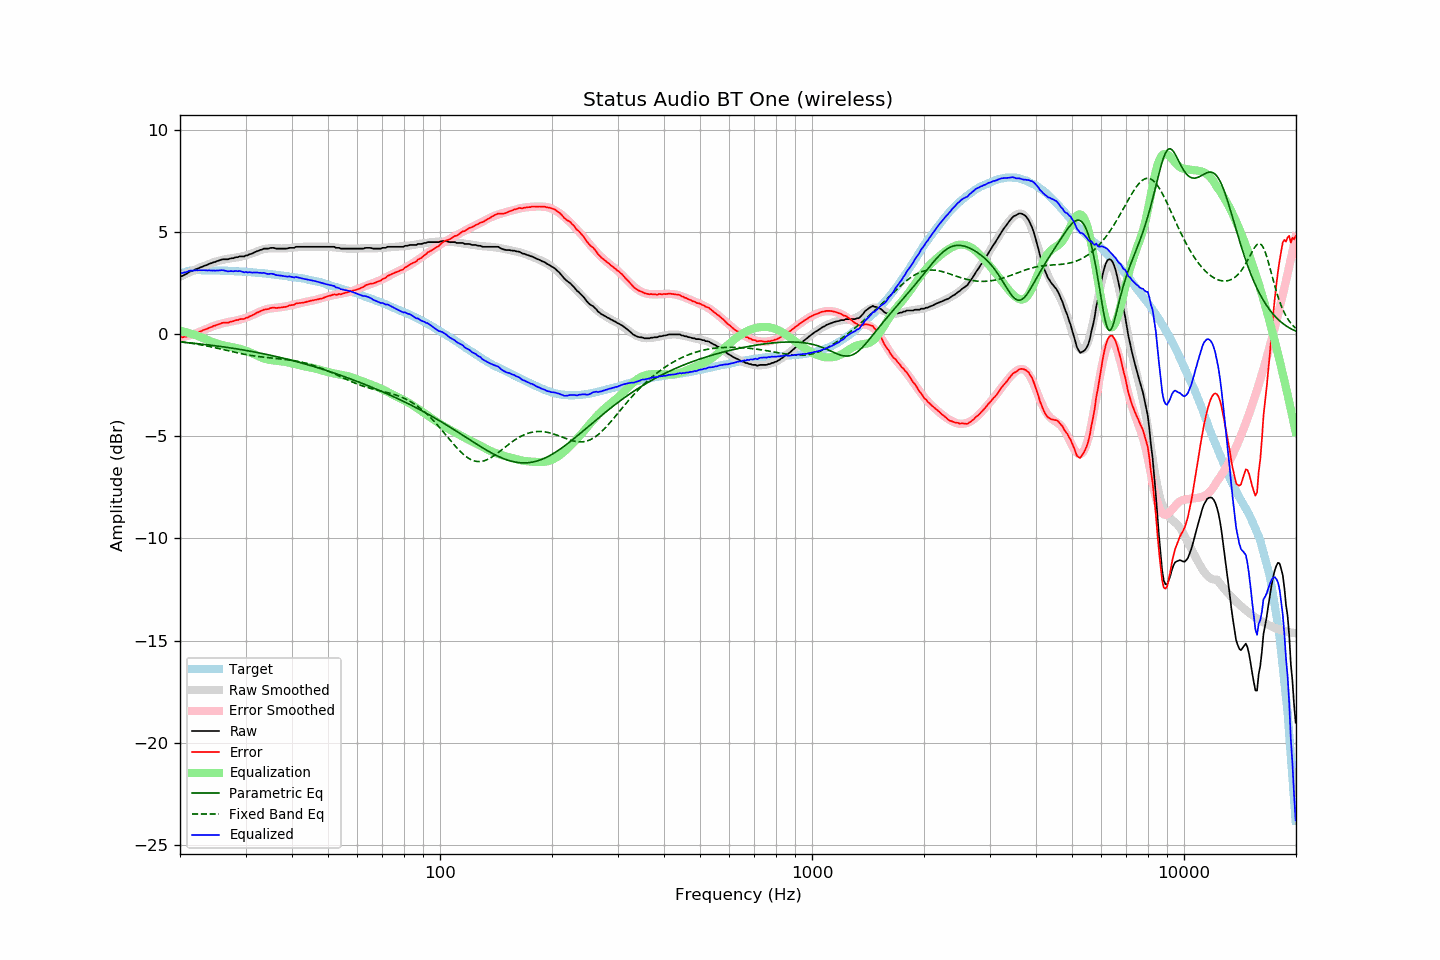 Status Audio BT One (wireless)
10
5
0
−5
−10
−15
−20
−25
Amplitude (dBr)
Target
Raw Smoothed
Error Smoothed
Raw
Error
Equalization
Parametric Eq
Fixed Band Eq
Equalized
100
1000
10000
Frequency (Hz)